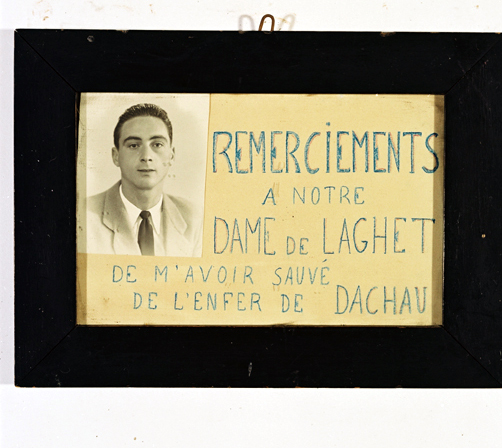 REMERCiEMENTS
A NOTRE
DAME DE LAGHET
DE M'AVOIR SAUVÉ
DE L'ENFER DE DACHAU